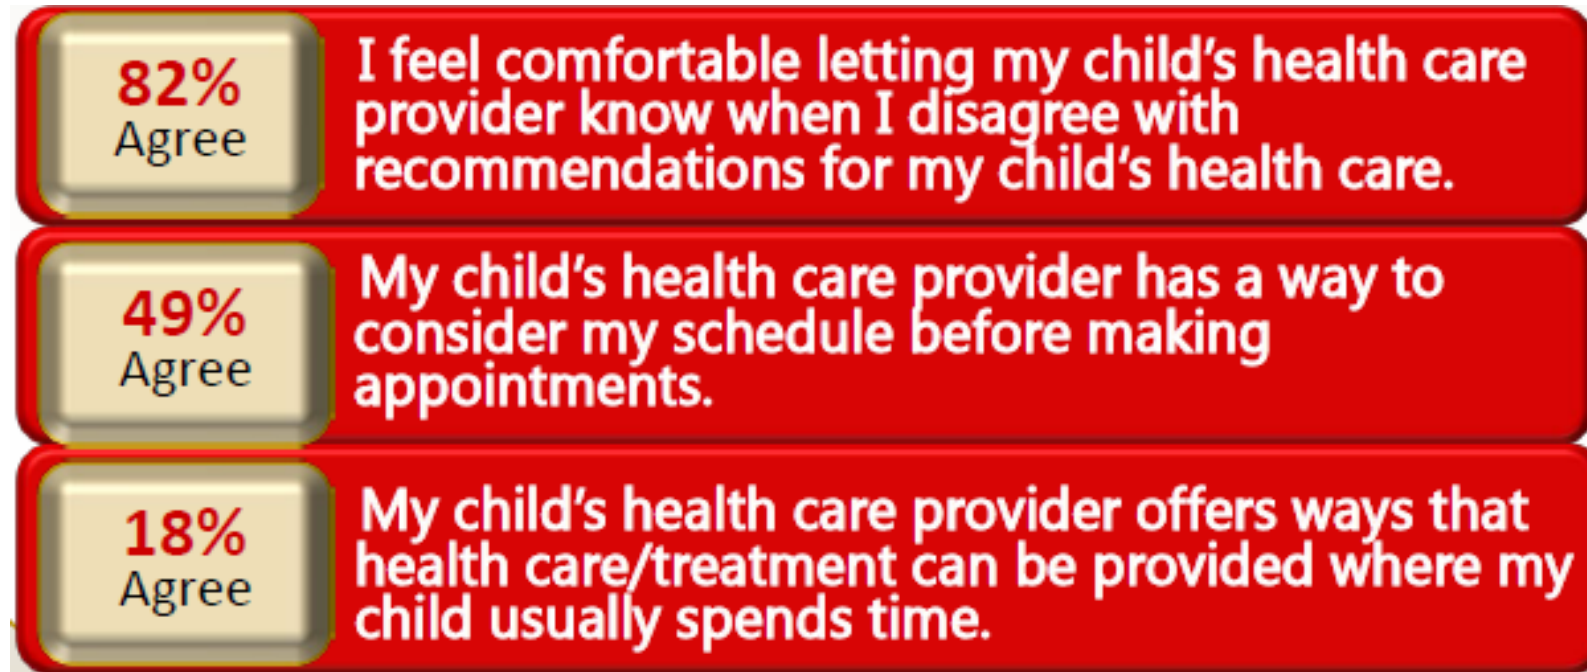 82%
Agree
I feel comfortable letting my child's health care
provider know when I disagree with
recommendations for my child's health care.
49%
Agree
My child's health care provider has a way to
consider my schedule before making
appointments.
18%
Agree
My child's health care provider offers ways that
health care/treatment can be provided where my
child usually spends time.